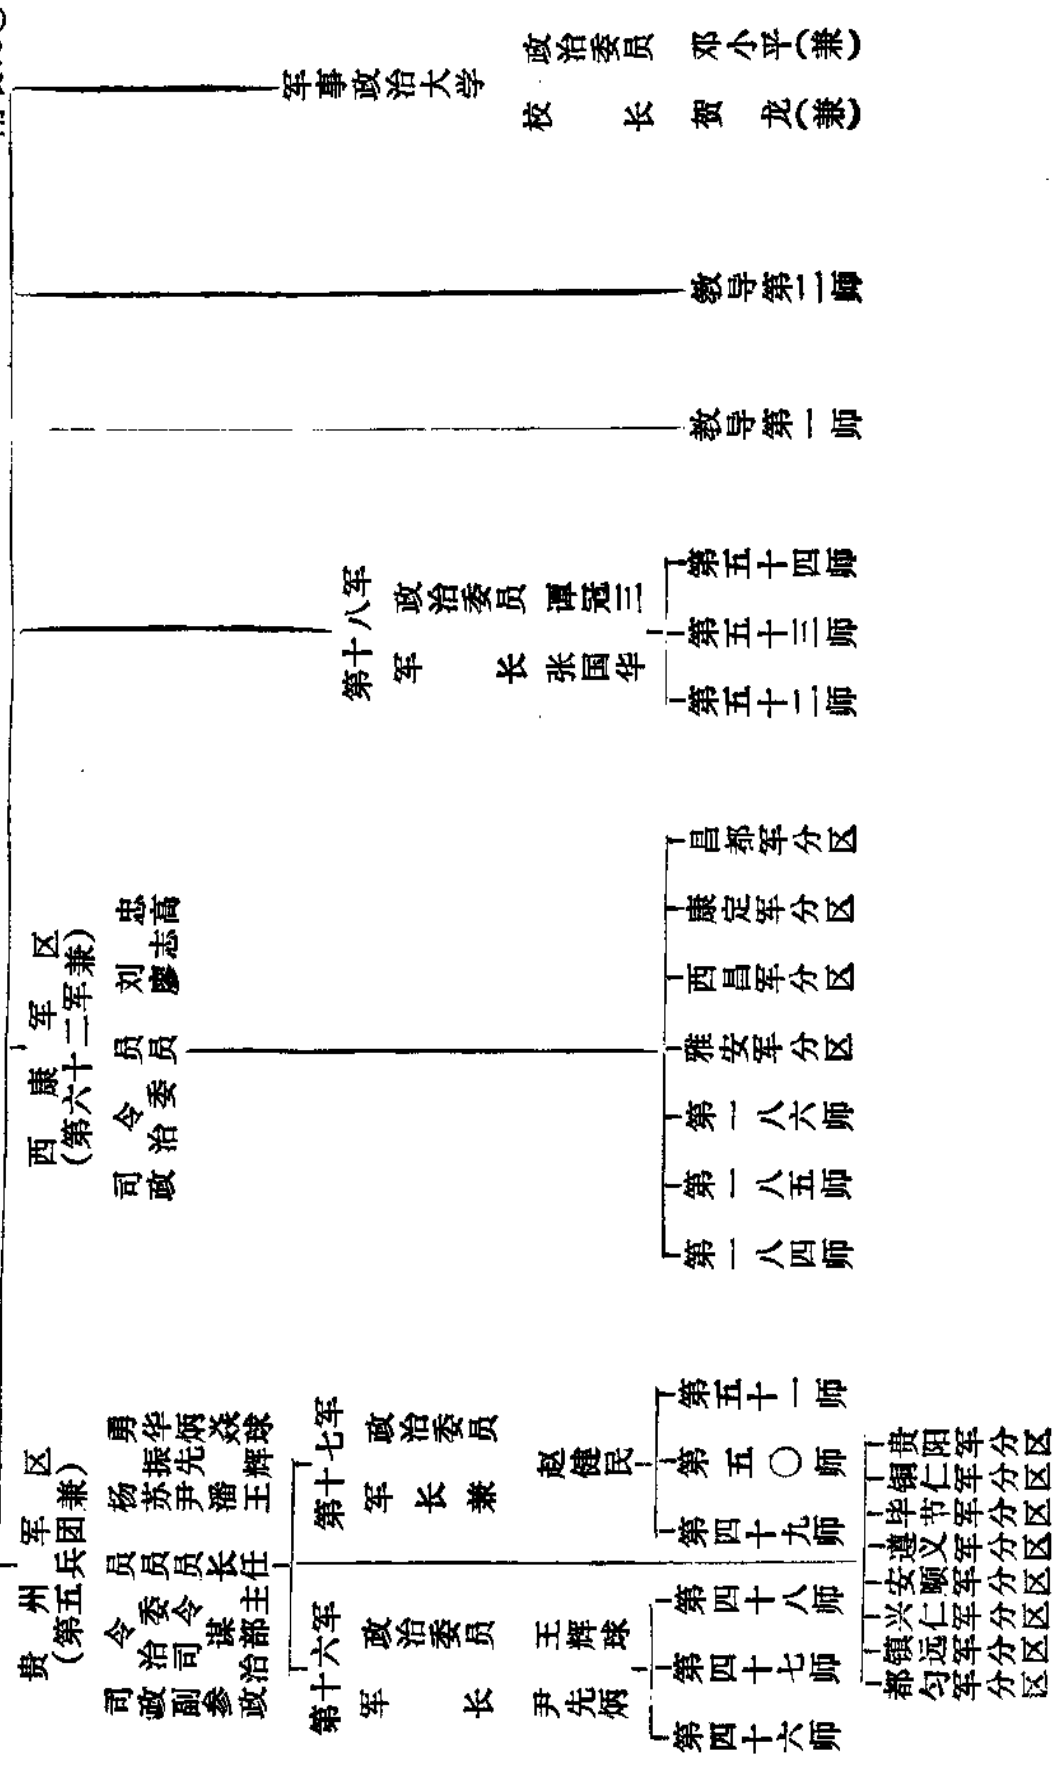 贵州军区
(第五兵团兼)
司令员 杨勇
政治委员 苏振华
副司令员 尹先炳
参谋长 潘焱
政治部主任 王辉球
第十六军
军长 尹先炳
政治委员 王辉球
第四十六师
第四十七师
第四十八师
第十七军
军长兼政治委员 赵健民
第四十九师
第五〇师
第五十一师
都匀军分区
镇远军分区
兴仁军分区
安顺军分区
遵义军分区
毕节军分区
铜仁军分区
贵阳军分区
西康军区
(第六十二军兼)
司令员 刘忠
政治委员 廖志高
第一八四师
第一八五师
第一八六师
雅安军分区
西昌军分区
康定军分区
昌都军分区
第十八军
军长 张国华
政治委员 谭冠三
第五十二师
第五十三师
第五十四师
教导第一师
教导第二师
军事政治大学
校长 贺龙(兼)
政治委员 邓小平(兼)